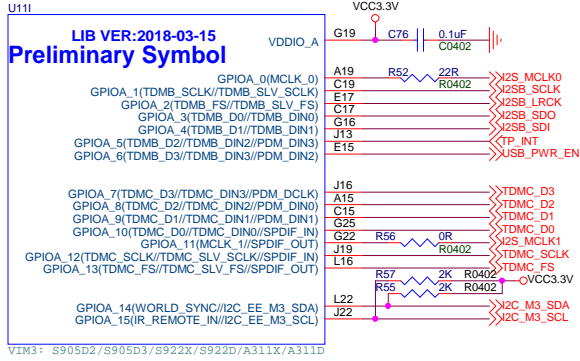 U11I
VCC3.3V
LIB VER:2018-03-15
Preliminary Symbol
VDDIO_A G19 C76 0.1uF
C0402
GPIOA_0(MCLK_0) A19 R52 22R I2S_MCLK0
R0402
GPIOA_1(TDMB_SCLK//TDMB_SLV_SCLK) C19 I2SB_SCLK
GPIOA_2(TDMB_FS//TDMB_SLV_FS) E17 I2SB_LRCK
GPIOA_3(TDMB_D0//TDMB_DIN0) C17 I2SB_SDO
GPIOA_4(TDMB_D1//TDMB_DIN1) G16 I2SB_SDI
GPIOA_5(TDMB_D2//TDMB_DIN2//PDM_DIN3) J13 TP_INT
GPIOA_6(TDMB_D3//TDMB_DIN3//PDM_DIN2) E15 USB_PWR_EN
GPIOA_7(TDMC_D3//TDMC_DIN3//PDM_DCLK) J16 TDMC_D3
GPIOA_8(TDMC_D2//TDMC_DIN2//PDM_DIN0) A15 TDMC_D2
GPIOA_9(TDMC_D1//TDMC_DIN1//PDM_DIN1) C15 TDMC_D1
GPIOA_10(TDMC_D0//TDMC_DIN0//SPDIF_IN) G25 TDMC_D0
GPIOA_11(MCLK_1//SPDIF_OUT) G22 R56 0R I2S_MCLK1
R0402
GPIOA_12(TDMC_SCLK//TDMC_SLV_SCLK//SPDIF_IN) J19 TDMC_SCLK
GPIOA_13(TDMC_FS//TDMC_SLV_FS//SPDIF_OUT) L16 TDMC_FS
R57 2K R0402 VCC3.3V
R55 2K R0402
GPIOA_14(WORLD_SYNC//I2C_EE_M3_SDA) L22 I2C_M3_SDA
GPIOA_15(IR_REMOTE_IN//I2C_EE_M3_SCL) J22 I2C_M3_SCL
VIM3: S905D2/S905D3/S922X/S922D/A311X/A311D